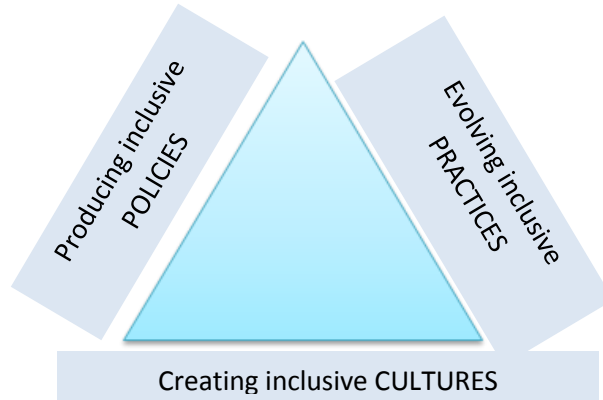 Producing inclusive
POLICIES
Evolving inclusive
PRACTICES
Creating inclusive CULTURES